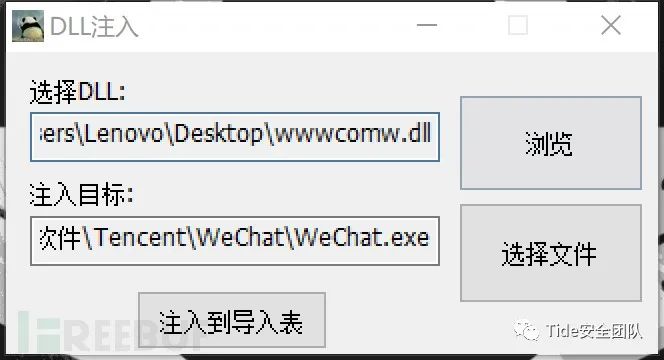 DLL注入
选择DLL:
sers\Lenovo\Desktop\wwwcomw.dll
浏览
注入目标:
软件\Tencent\WeChat\WeChat.exe
选择文件
注入到导入表
FREEBUF
Tide安全团队